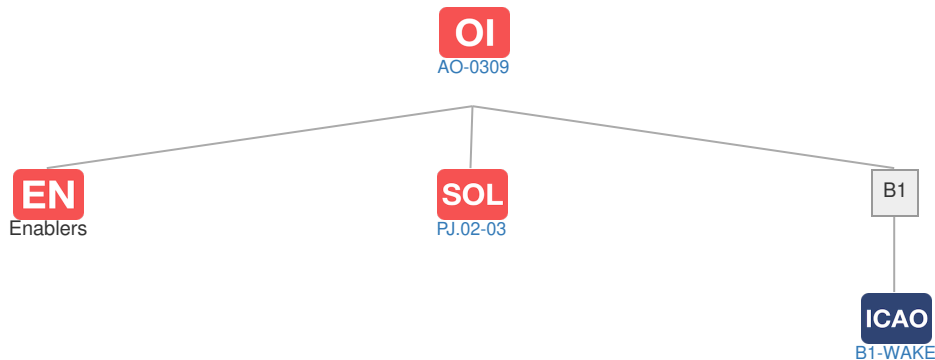 OI
AO-0309
EN
Enablers
SOL
PJ.02-03
B1
ICAO
B1-WAKE